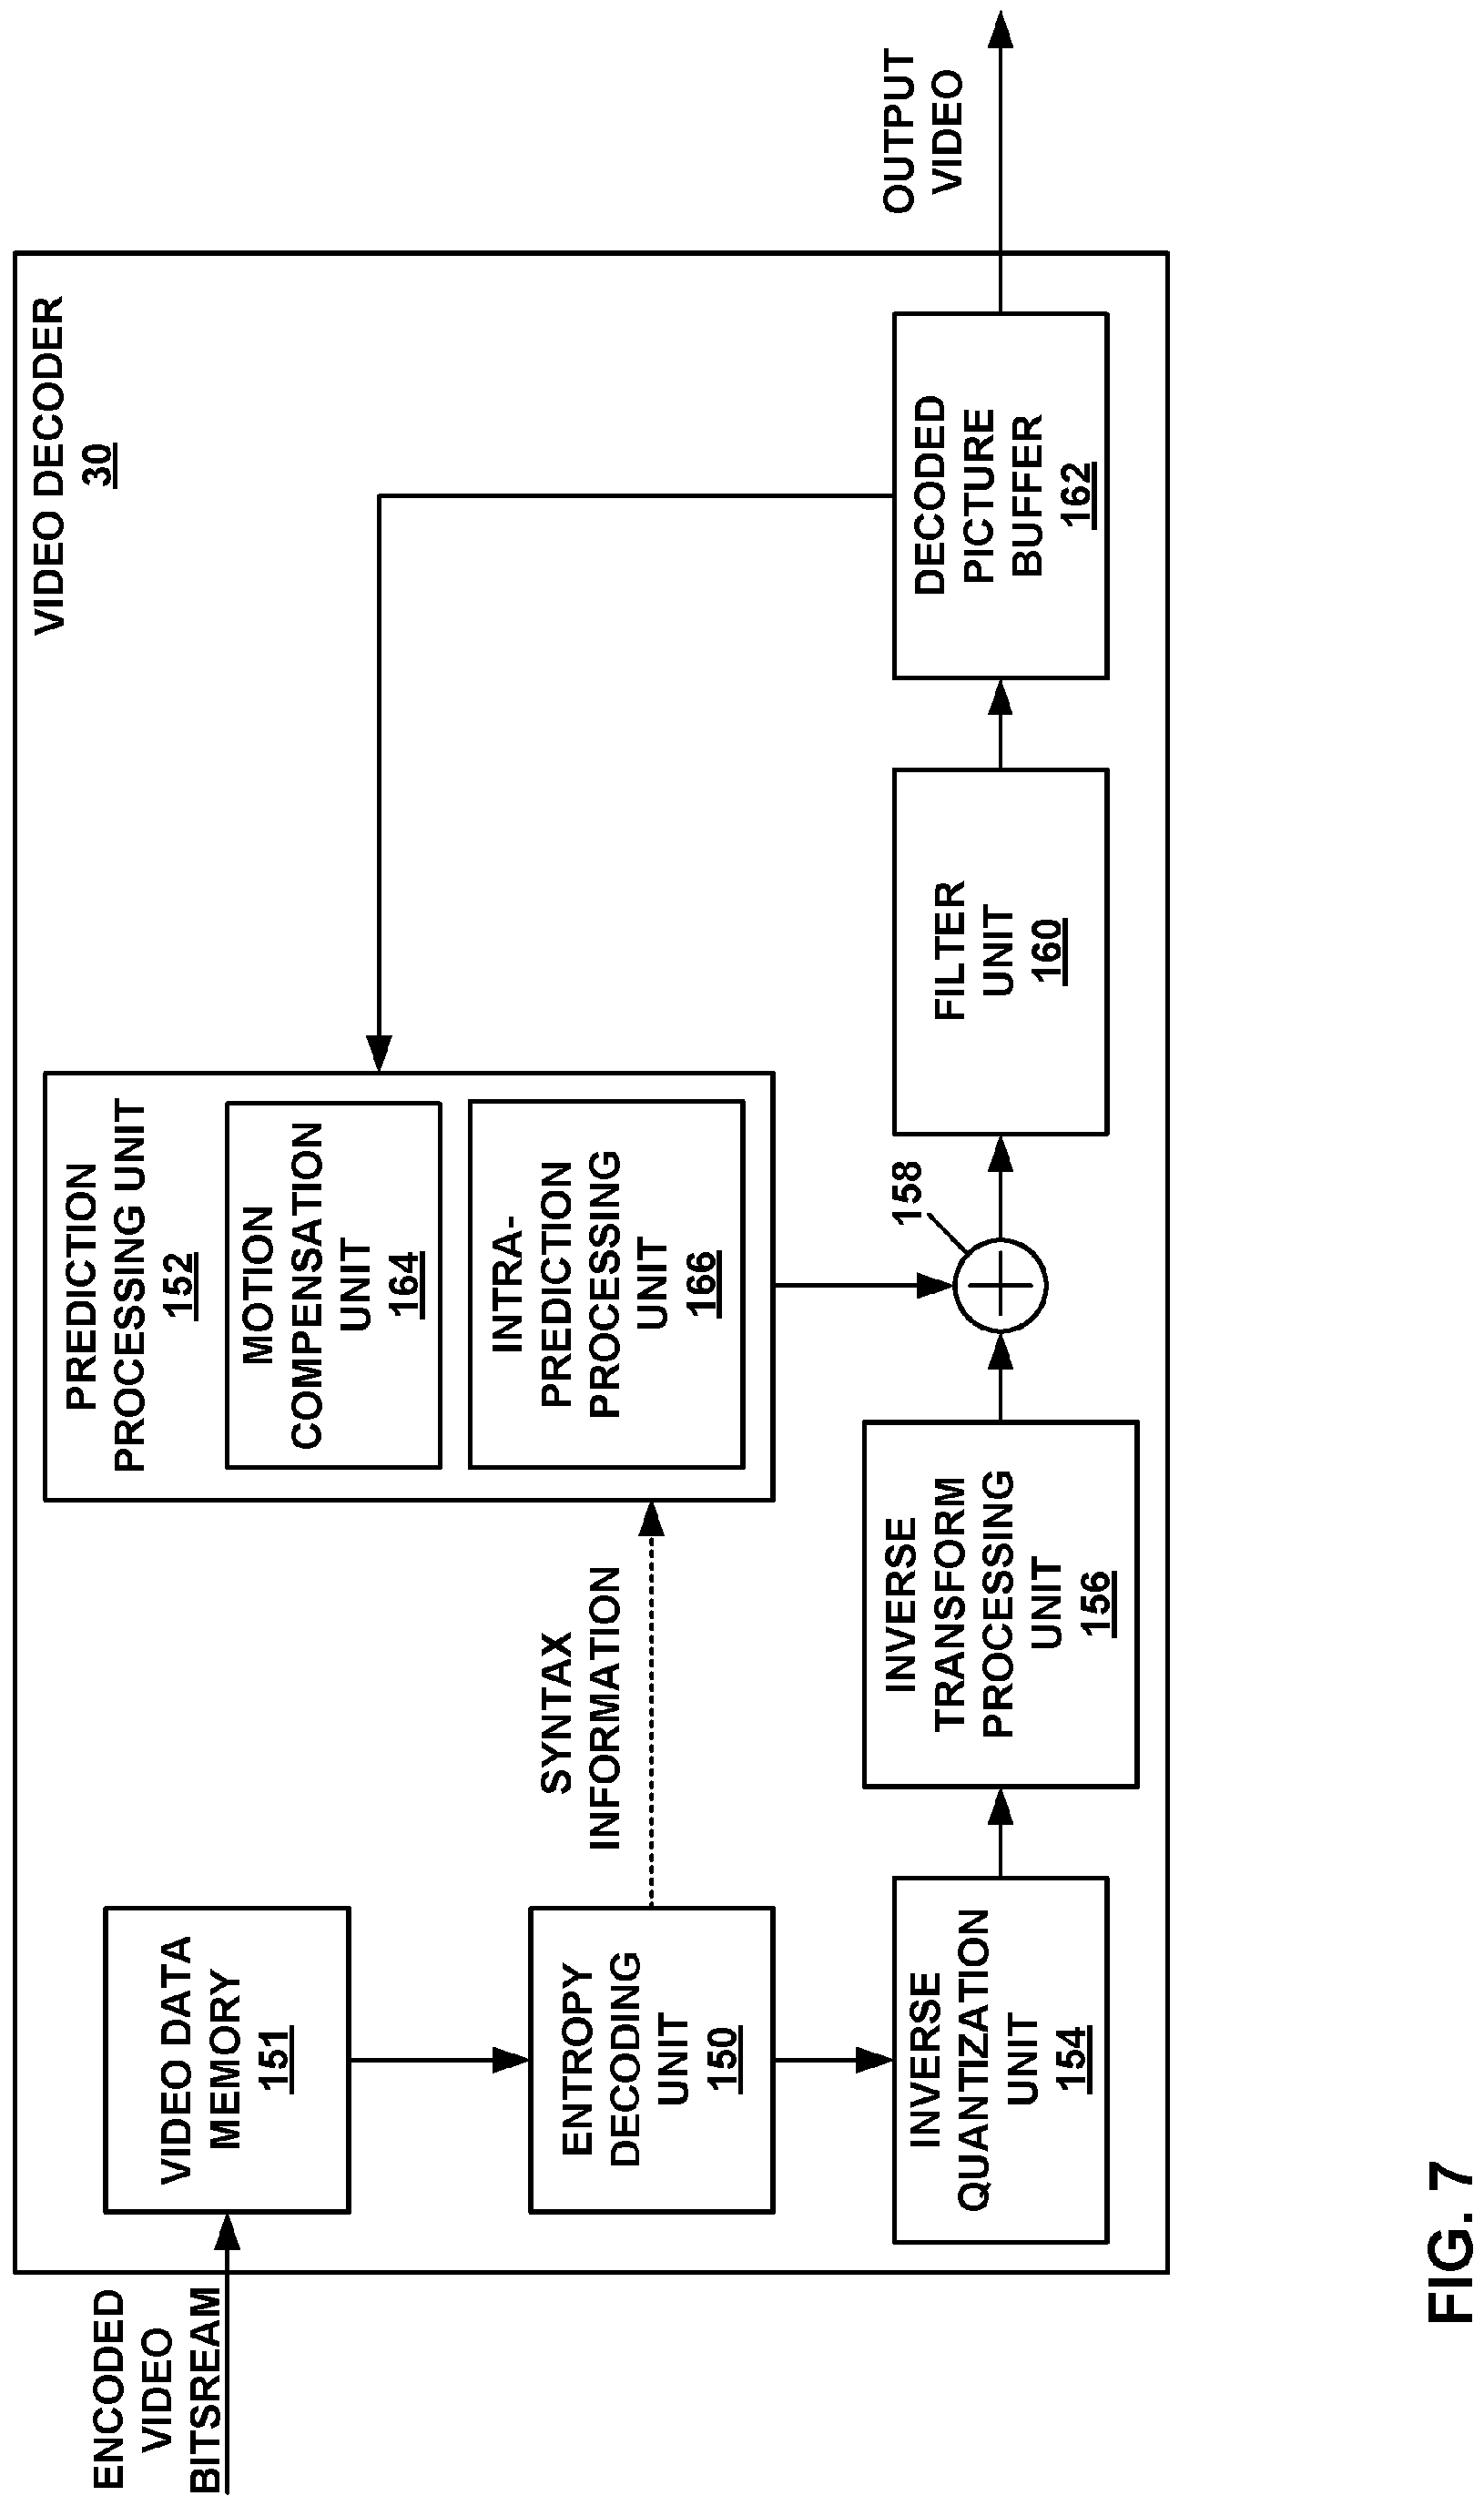 VIDEO DECODER
30
ENCODED
VIDEO
BITSREAM
VIDEO DATA
MEMORY
151
ENTROPY
DECODING
UNIT
150
SYNTAX
INFORMATION
PREDICTION
PROCESSING UNIT
152
MOTION
COMPENSATION
UNIT
164
INTRA-
PREDICTION
PROCESSING
UNIT
166
INVERSE
QUANTIZATION
UNIT
154
INVERSE
TRANSFORM
PROCESSING
UNIT
156
158
FILTER
UNIT
160
DECODED
PICTURE
BUFFER
162
OUTPUT
VIDEO
FIG. 7